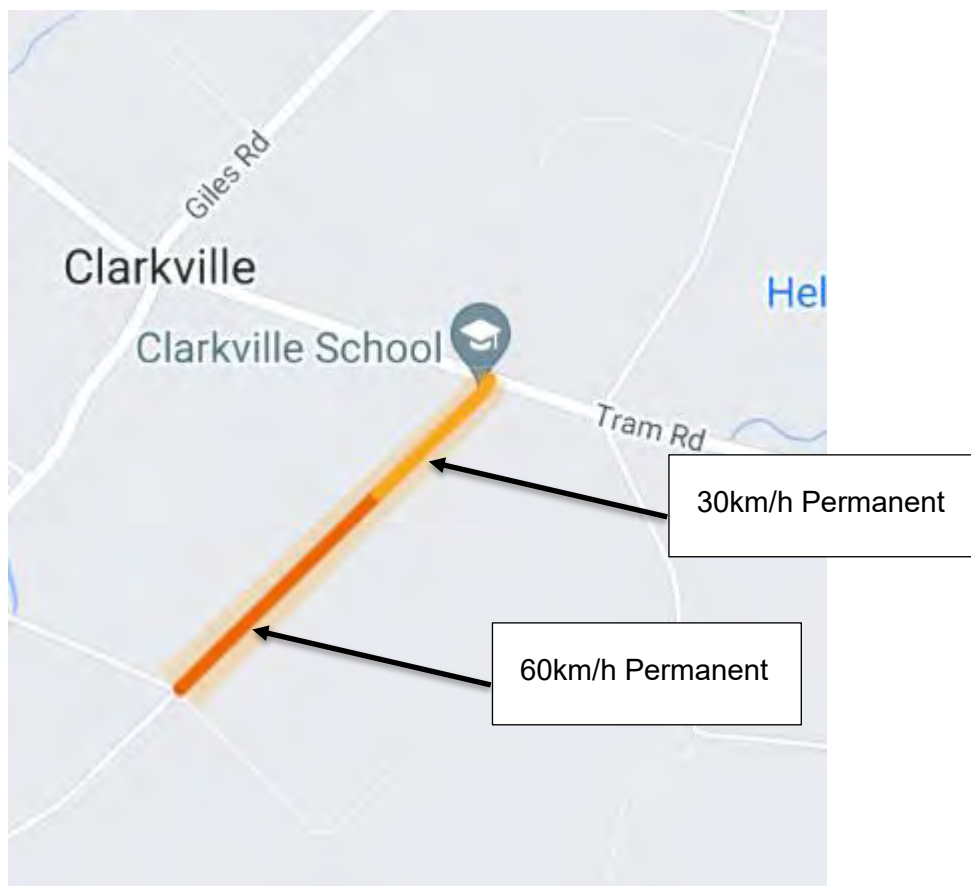 Giles Rd
Clarkville
Hel
Clarkville School
Tram Rd
30km/h Permanent
60km/h Permanent